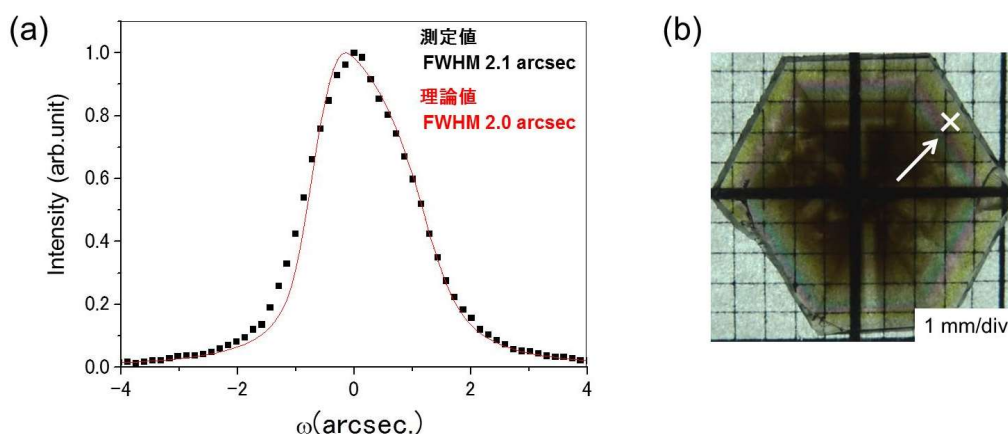 (a)
測定値
FWHM 2.1 arcsec
理論値
FWHM 2.0 arcsec
Intensity (arb.unit)
1.0
0.8
0.6
0.4
0.2
0.0
−4
−2
0
2
4
ω(arcsec.)
(b)
1 mm/div